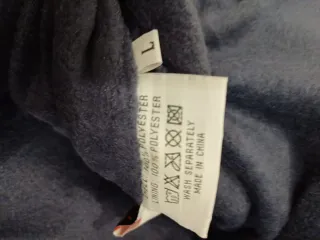 L
100% POLYESTER
LINING 100% POLYESTER
WASH SEPARATELY
MADE IN CHINA